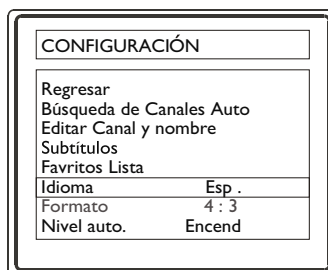 CONFIGURACIÓN
Regresar
Búsqueda de Canales Auto
Editar Canal y nombre
Subtítulos
Favritos Lista
Idioma Esp .
Formato 4 : 3
Nivel auto. Encend